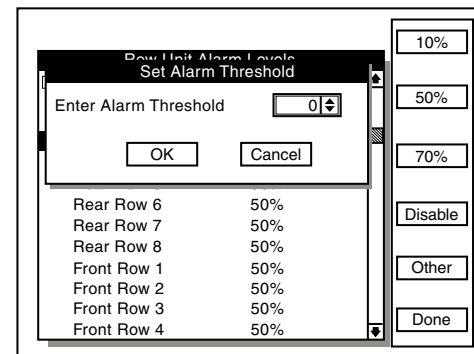 Row Unit Alarm Levels
Set Alarm Threshold
Enter Alarm Threshold 0
OK Cancel
Rear Row 6 50%
Rear Row 7 50%
Rear Row 8 50%
Front Row 1 50%
Front Row 2 50%
Front Row 3 50%
Front Row 4 50%
10%
50%
70%
Disable
Other
Done